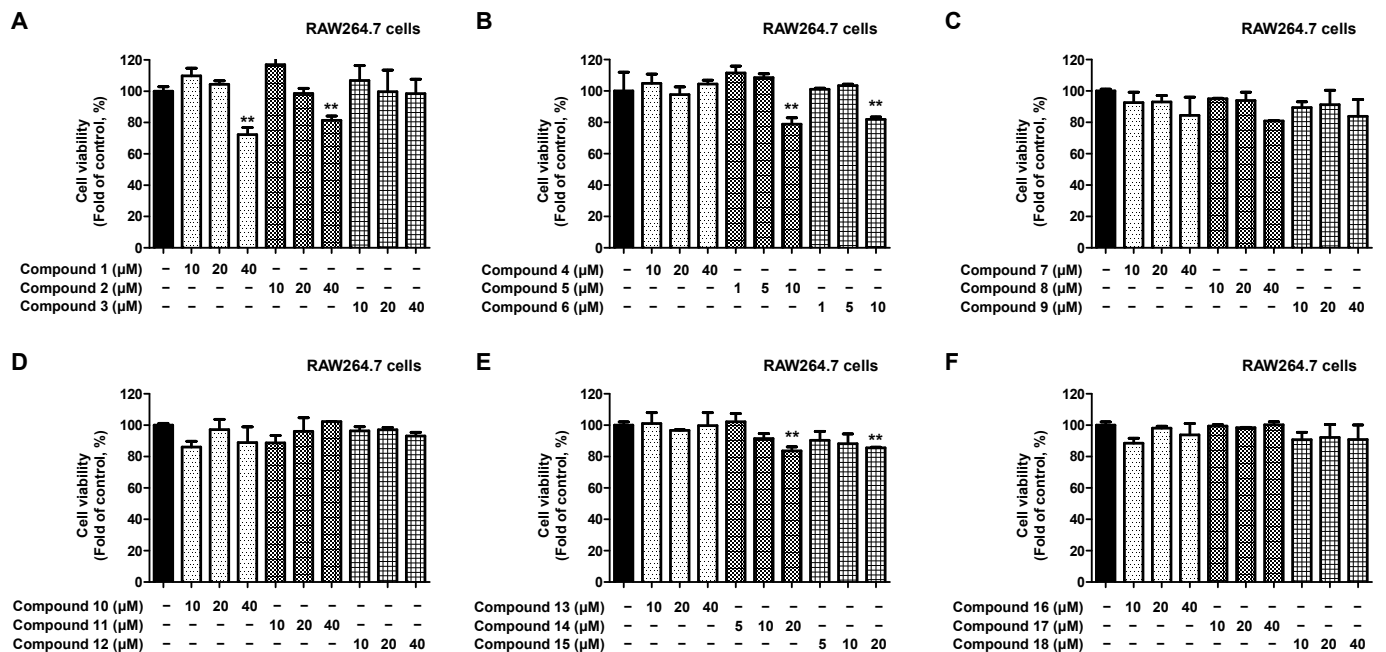 A
RAW264.7 cells
Cell viability
(Fold of control, %)
120
100
80
60
40
20
0
**
**
Compound 1 (µM) – 10 20 40 – – – – – –
Compound 2 (µM) – – – – 10 20 40 – – –
Compound 3 (µM) – – – – – – – 10 20 40
B
RAW264.7 cells
Cell viability
(Fold of control, %)
120
100
80
60
40
20
0
**
**
Compound 4 (µM) – 10 20 40 – – – – – –
Compound 5 (µM) – – – – 1 5 10 – – –
Compound 6 (µM) – – – – – – – 1 5 10
C
RAW264.7 cells
Cell viability
(Fold of control, %)
120
100
80
60
40
20
0
Compound 7 (µM) – 10 20 40 – – – – – –
Compound 8 (µM) – – – – 10 20 40 – – –
Compound 9 (µM) – – – – – – – 10 20 40
D
RAW264.7 cells
Cell viability
(Fold of control, %)
120
100
80
60
40
20
0
Compound 10 (µM) – 10 20 40 – – – – – –
Compound 11 (µM) – – – – 10 20 40 – – –
Compound 12 (µM) – – – – – – – 10 20 40
E
RAW264.7 cells
Cell viability
(Fold of control, %)
120
100
80
60
40
20
0
**
**
Compound 13 (µM) – 10 20 40 – – – – – –
Compound 14 (µM) – – – – 5 10 20 – – –
Compound 15 (µM) – – – – – – – 5 10 20
F
RAW264.7 cells
Cell viability
(Fold of control, %)
120
100
80
60
40
20
0
Compound 16 (µM) – 10 20 40 – – – – – –
Compound 17 (µM) – – – – 10 20 40 – – –
Compound 18 (µM) – – – – – – – 10 20 40